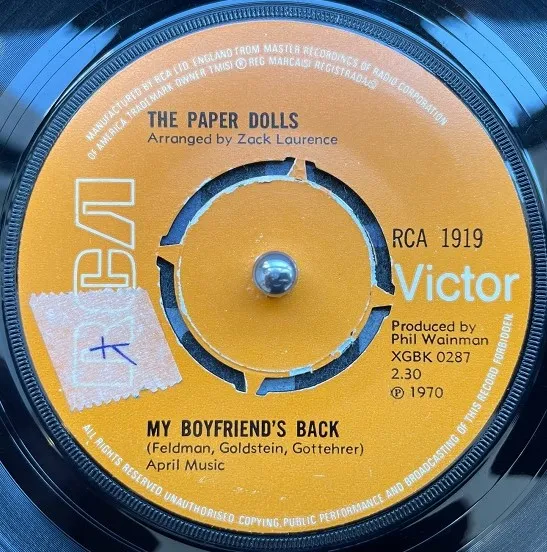 MANUFACTURED BY RCA LTD. ENGLAND FROM MASTER RECORDINGS OF RADIO CORPORATION
OF AMERICA. TRADEMARK OWNER TM(S) ® REG MARCA(S) REGISTRADA(S)
THE PAPER DOLLS
Arranged by Zack Laurence
RCA
RCA 1919
Victor
Produced by
Phil Wainman
XGBK 0287
2.30
Ⓟ 1970
MY BOYFRIEND'S BACK
(Feldman, Goldstein, Gottehrer)
April Music
ALL RIGHTS RESERVED UNAUTHORISED COPYING, PUBLIC PERFORMANCE AND BROADCASTING OF THIS RECORD FORBIDDEN.